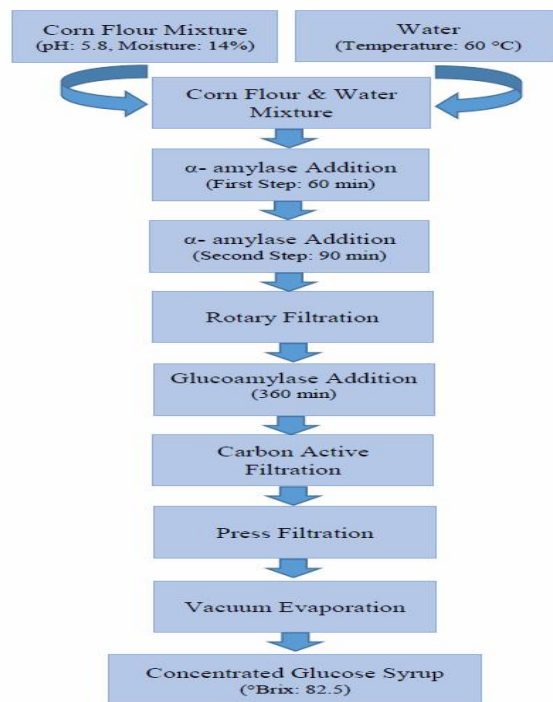 Corn Flour Mixture
(pH: 5.8, Moisture: 14%)
Water
(Temperature: 60 °C)
Corn Flour & Water
Mixture
α- amylase Addition
(First Step: 60 min)
α- amylase Addition
(Second Step: 90 min)
Rotary Filtration
Glucoamylase Addition
(360 min)
Carbon Active
Filtration
Press Filtration
Vacuum Evaporation
Concentrated Glucose Syrup
(°Brix: 82.5)